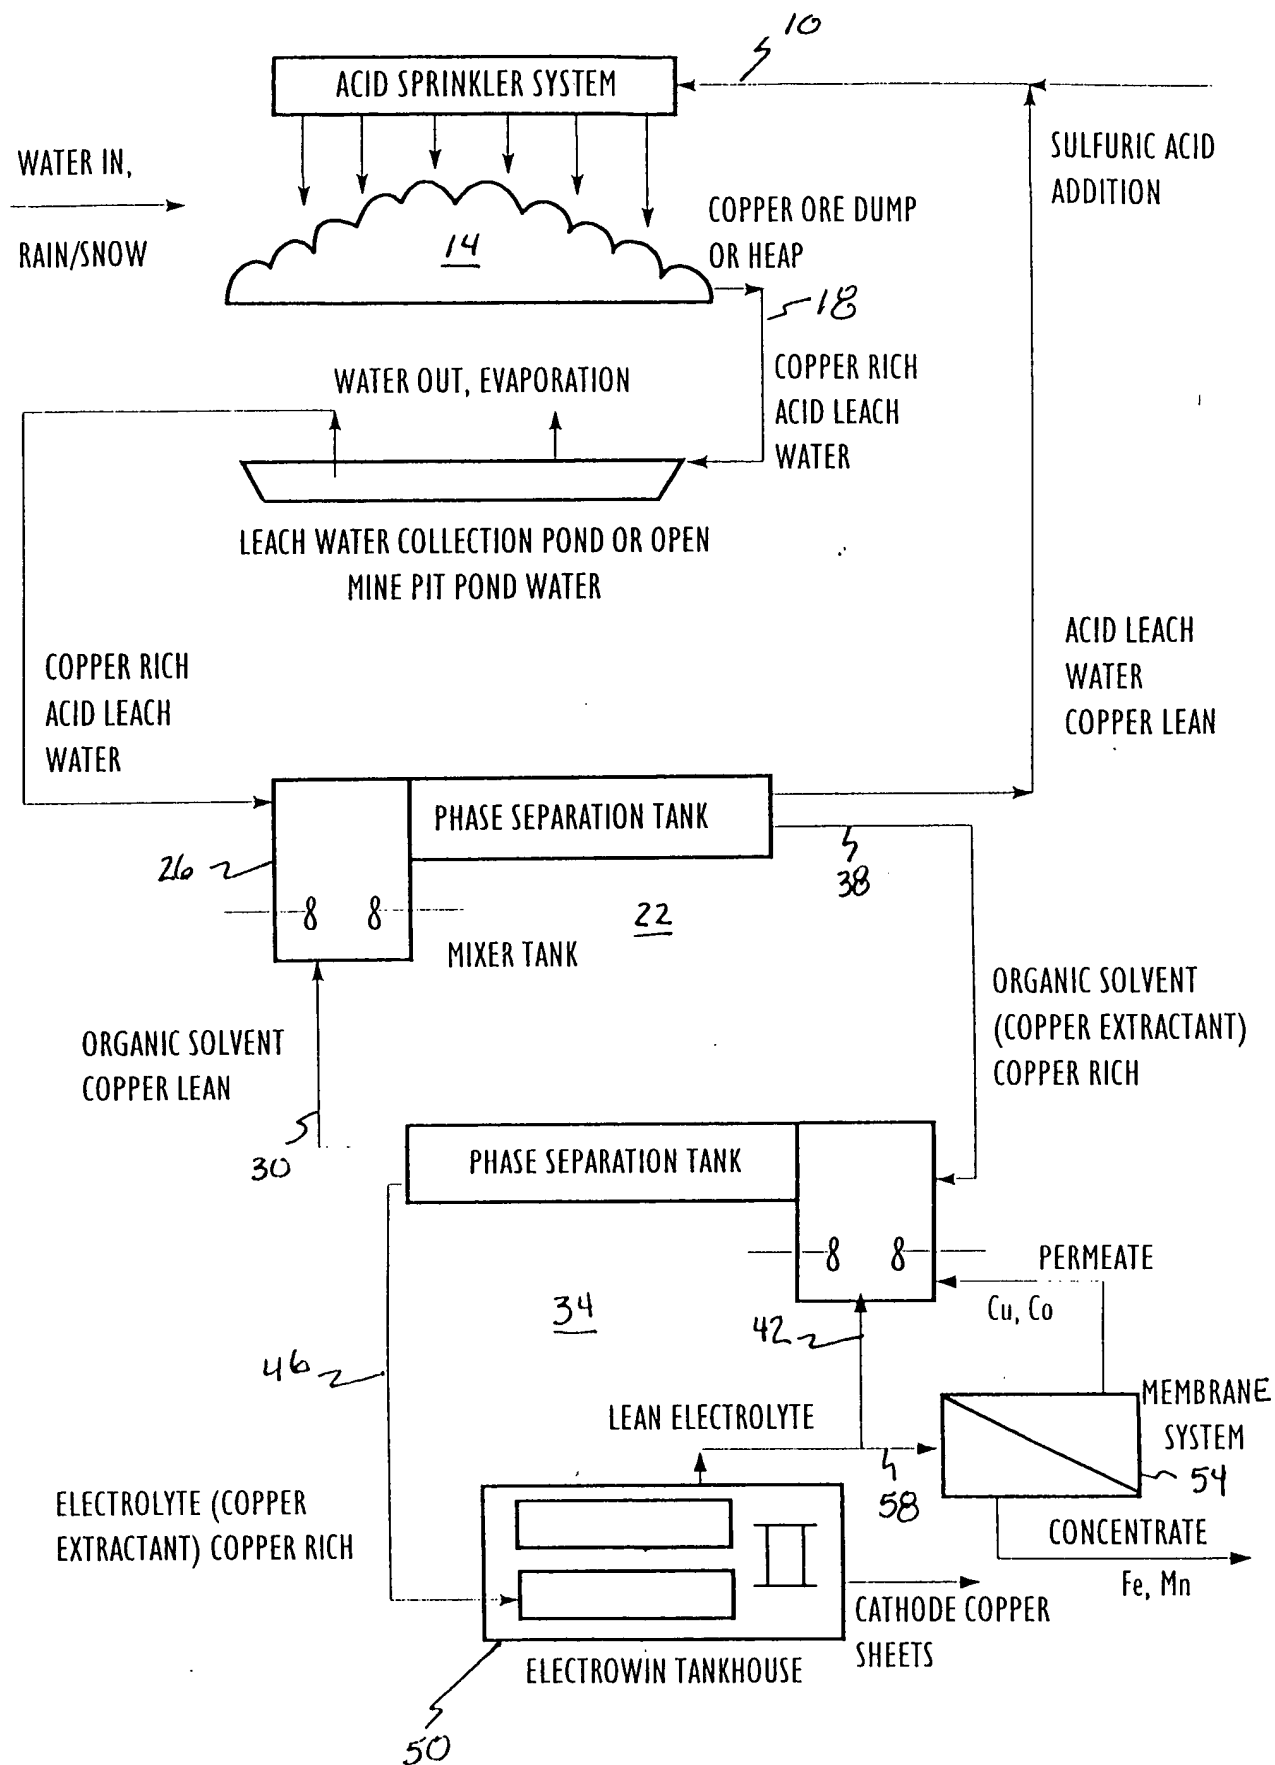 10
ACID SPRINKLER SYSTEM
WATER IN,
RAIN/SNOW
SULFURIC ACID
ADDITION
COPPER ORE DUMP
OR HEAP
14
18
WATER OUT, EVAPORATION
COPPER RICH
ACID LEACH
WATER
LEACH WATER COLLECTION POND OR OPEN
MINE PIT POND WATER
COPPER RICH
ACID LEACH
WATER
ACID LEACH
WATER
COPPER LEAN
PHASE SEPARATION TANK
26
38
22
MIXER TANK
ORGANIC SOLVENT
COPPER LEAN
30
ORGANIC SOLVENT
(COPPER EXTRACTANT)
COPPER RICH
PHASE SEPARATION TANK
PERMEATE
Cu, Co
34
42
46
LEAN ELECTROLYTE
MEMBRANE
SYSTEM
54
58
ELECTROLYTE (COPPER
EXTRACTANT) COPPER RICH
CONCENTRATE
Fe, Mn
CATHODE COPPER
SHEETS
ELECTROWIN TANKHOUSE
50